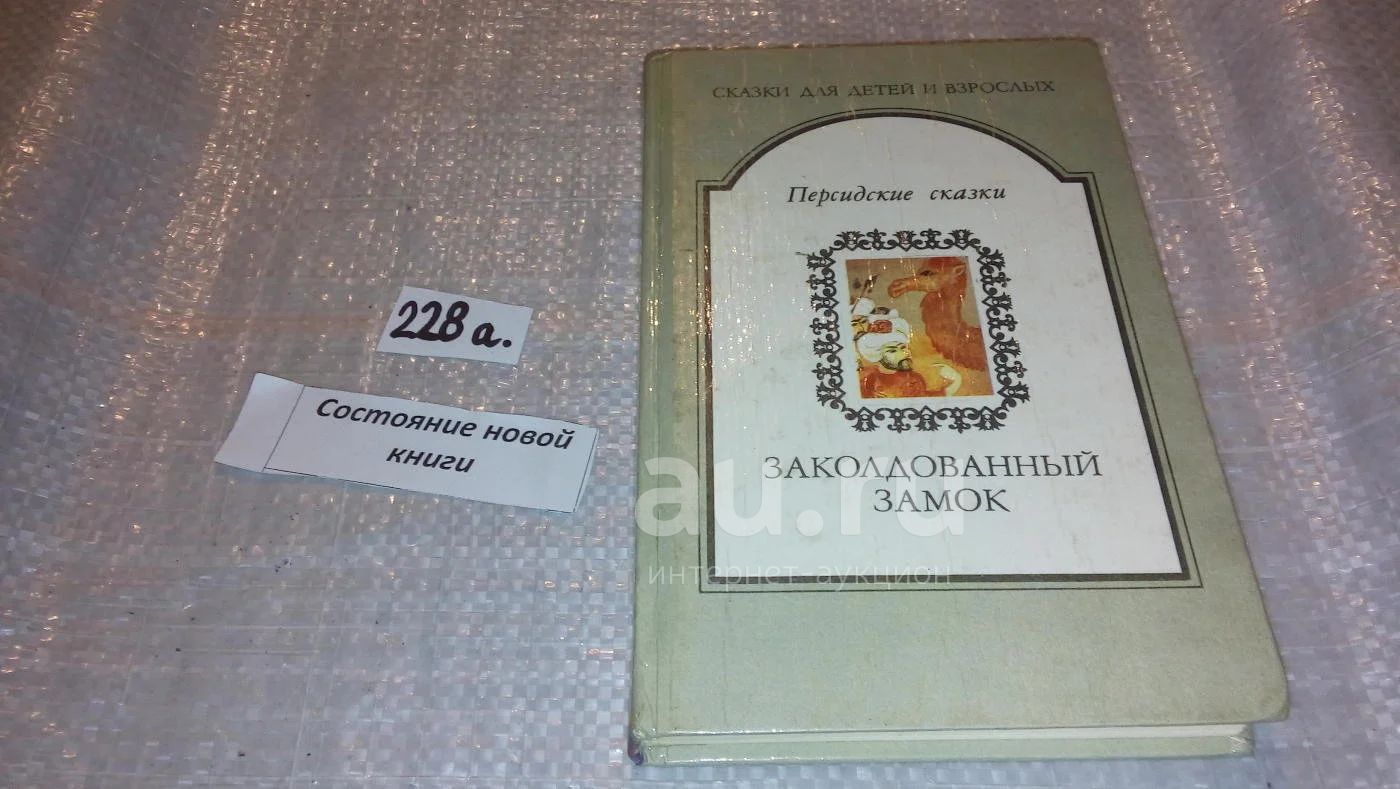 СКАЗКИ ДЛЯ ДЕТЕЙ И ВЗРОСЛЫХ
Персидские сказки
ЗАКОЛДОВАННЫЙ
ЗАМОК
228 а.
Состояние новой
книги
au.ru
интернет-аукцион